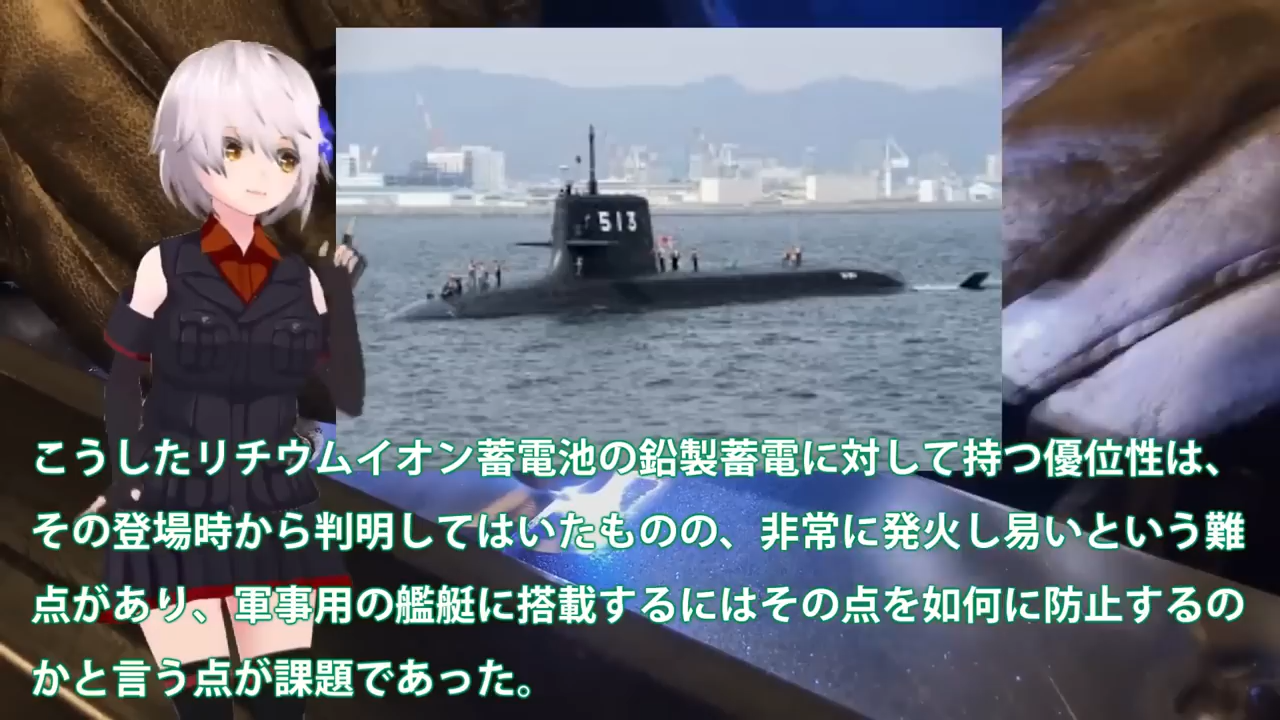 513
こうしたリチウムイオン蓄電池の鉛製蓄電に対して持つ優位性は、
その登場時から判明してはいたものの、非常に発火し易いという難
点があり、軍事用の艦艇に搭載するにはその点を如何に防止するの
かと言う点が課題であった。